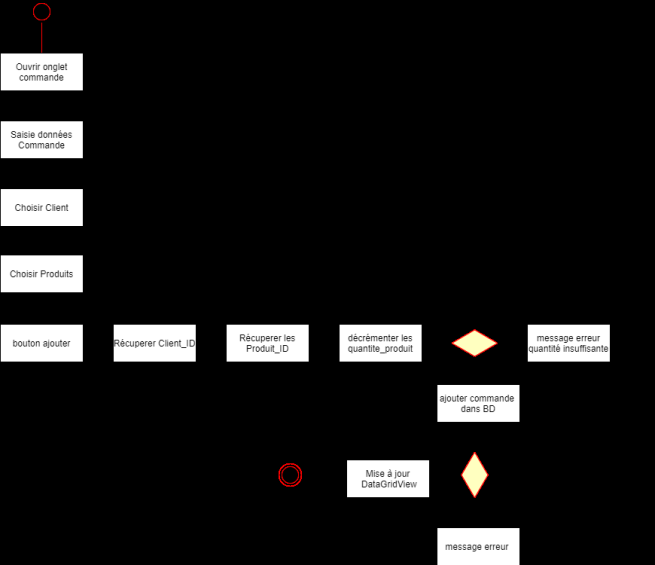 Ouvrir onglet
commande
Saisie données
Commande
Choisir Client
Choisir Produits
bouton ajouter
Récuperer Client_ID
Récuperer les
Produit_ID
décrémenter les
quantite_produit
message erreur
quantité insuffisante
ajouter commande
dans BD
Mise à jour
DataGridView
message erreur